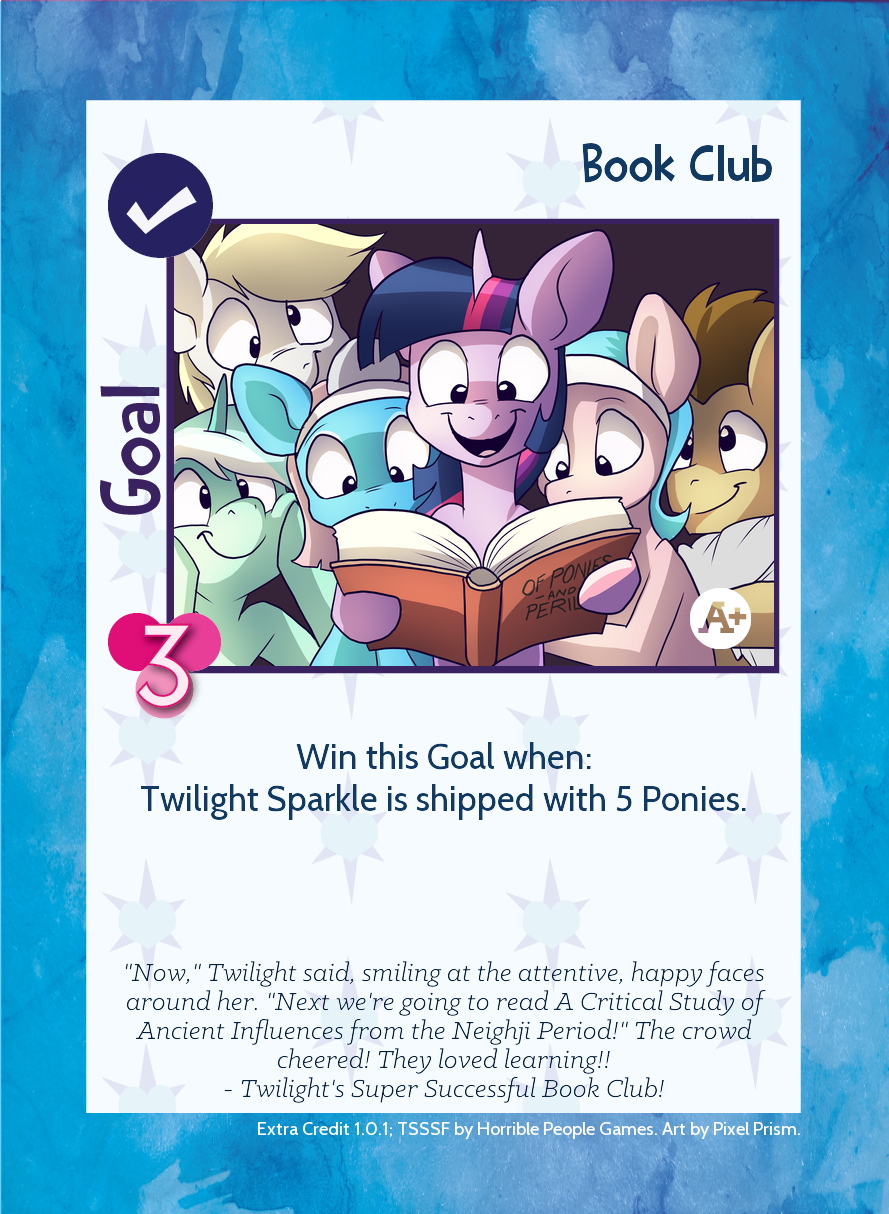 Book Club
Goal
OF PONIES
- AND -
PERIL
A+
3
Win this Goal when:
Twilight Sparkle is shipped with 5 Ponies.
"Now," Twilight said, smiling at the attentive, happy faces
around her. "Next we're going to read A Critical Study of
Ancient Influences from the Neighji Period!" The crowd
cheered! They loved learning!!
- Twilight's Super Successful Book Club!
Extra Credit 1.0.1; TSSSF by Horrible People Games. Art by Pixel Prism.